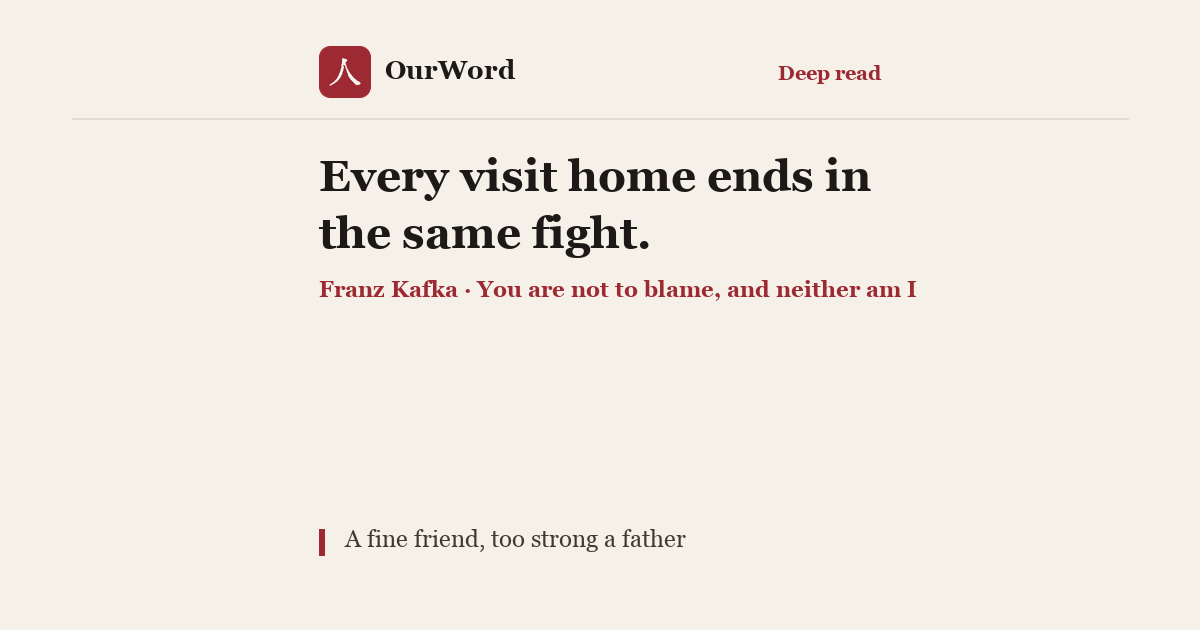 人 OurWord
Deep read
Every visit home ends in
the same fight.
Franz Kafka · You are not to blame, and neither am I
A fine friend, too strong a father